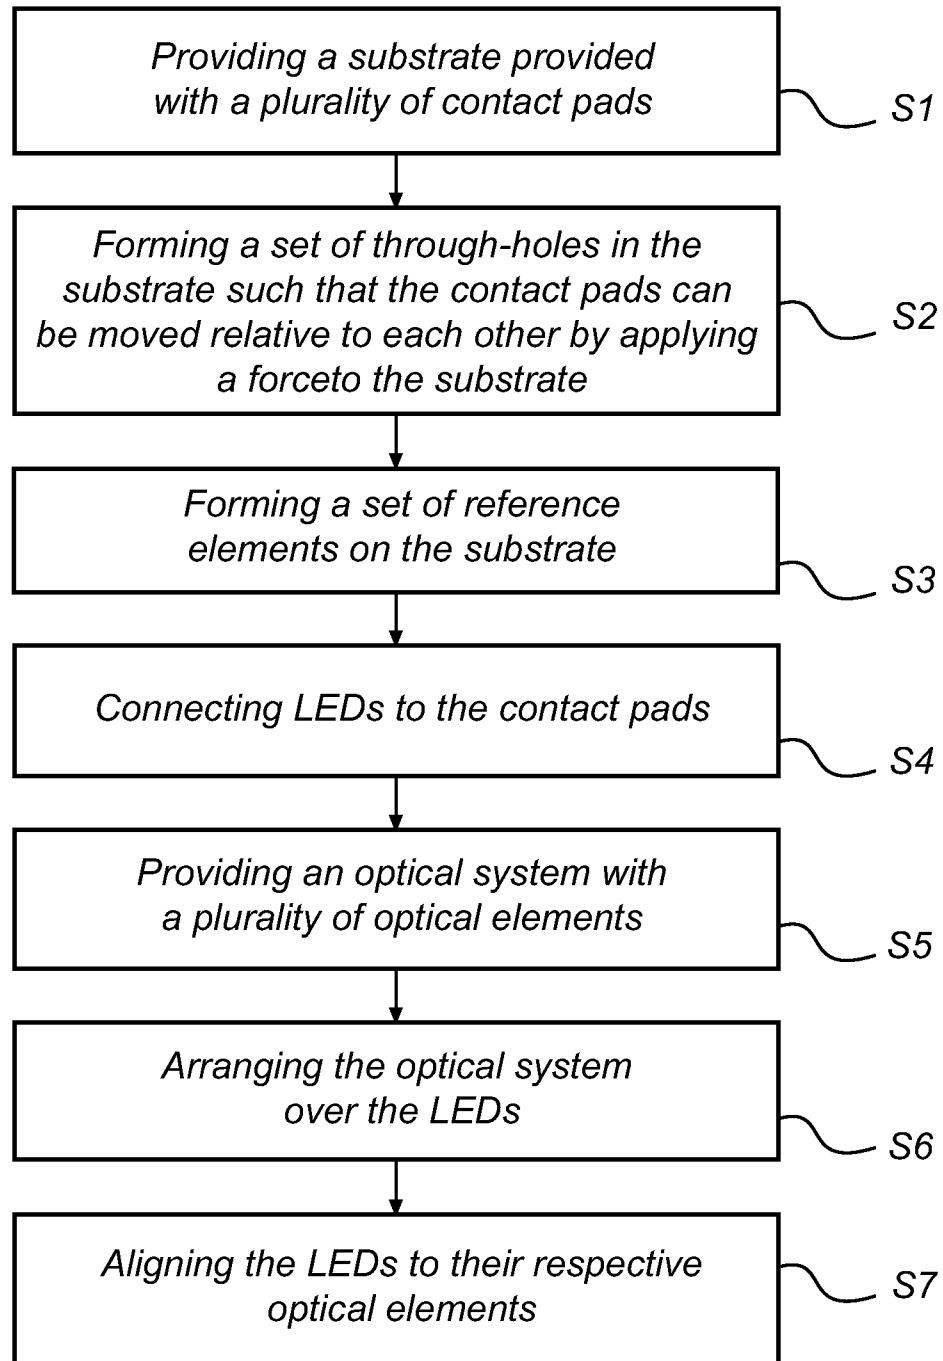 Providing a substrate provided
with a plurality of contact pads
S1
Forming a set of through-holes in the
substrate such that the contact pads can
be moved relative to each other by applying
a forceto the substrate
S2
Forming a set of reference
elements on the substrate
S3
Connecting LEDs to the contact pads
S4
Providing an optical system with
a plurality of optical elements
S5
Arranging the optical system
over the LEDs
S6
Aligning the LEDs to their respective
optical elements
S7